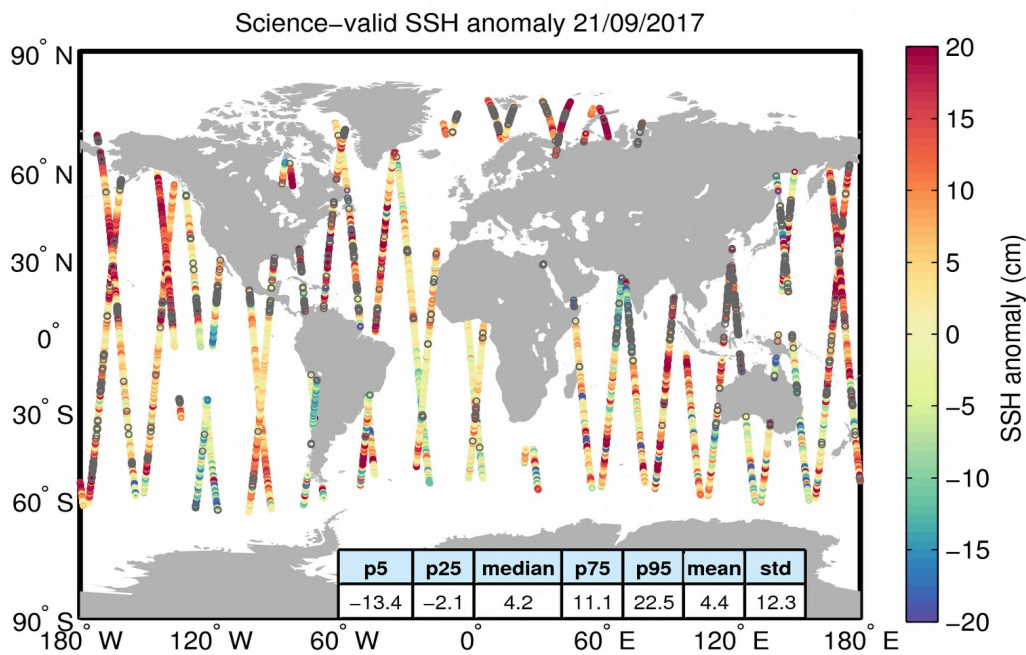 Science−valid SSH anomaly 21/09/2017
90° N
60° N
30° N
0°
30° S
60° S
90° S
180° W
120° W
60° W
0°
60° E
120° E
180° E
p5 p25 median p75 p95 mean std
−13.4 −2.1 4.2 11.1 22.5 4.4 12.3
20
15
10
5
0
−5
−10
−15
−20
SSH anomaly (cm)